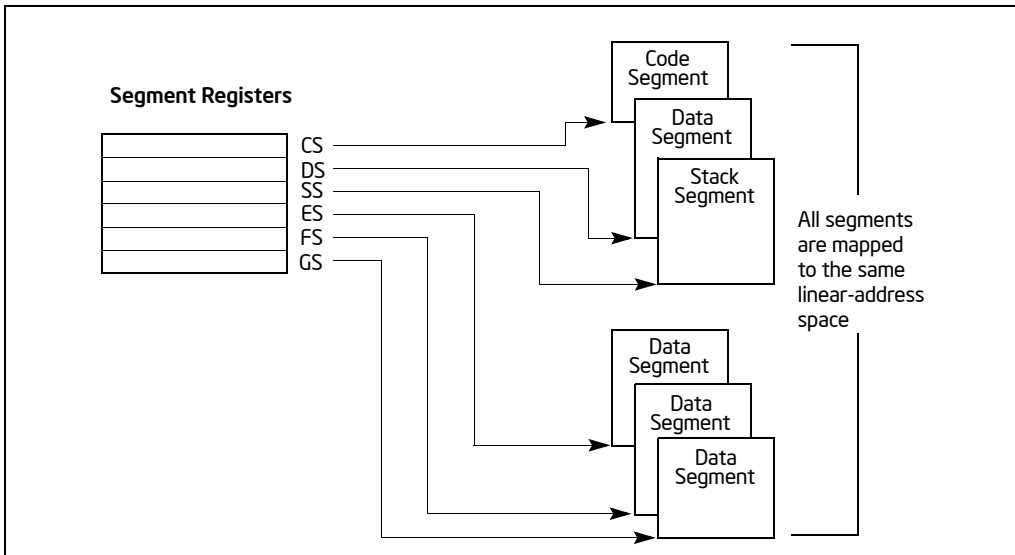 Segment Registers
CS
DS
SS
ES
FS
GS
Code
Segment
Data
Segment
Stack
Segment
Data
Segment
Data
Segment
Data
Segment
All segments
are mapped
to the same
linear-address
space